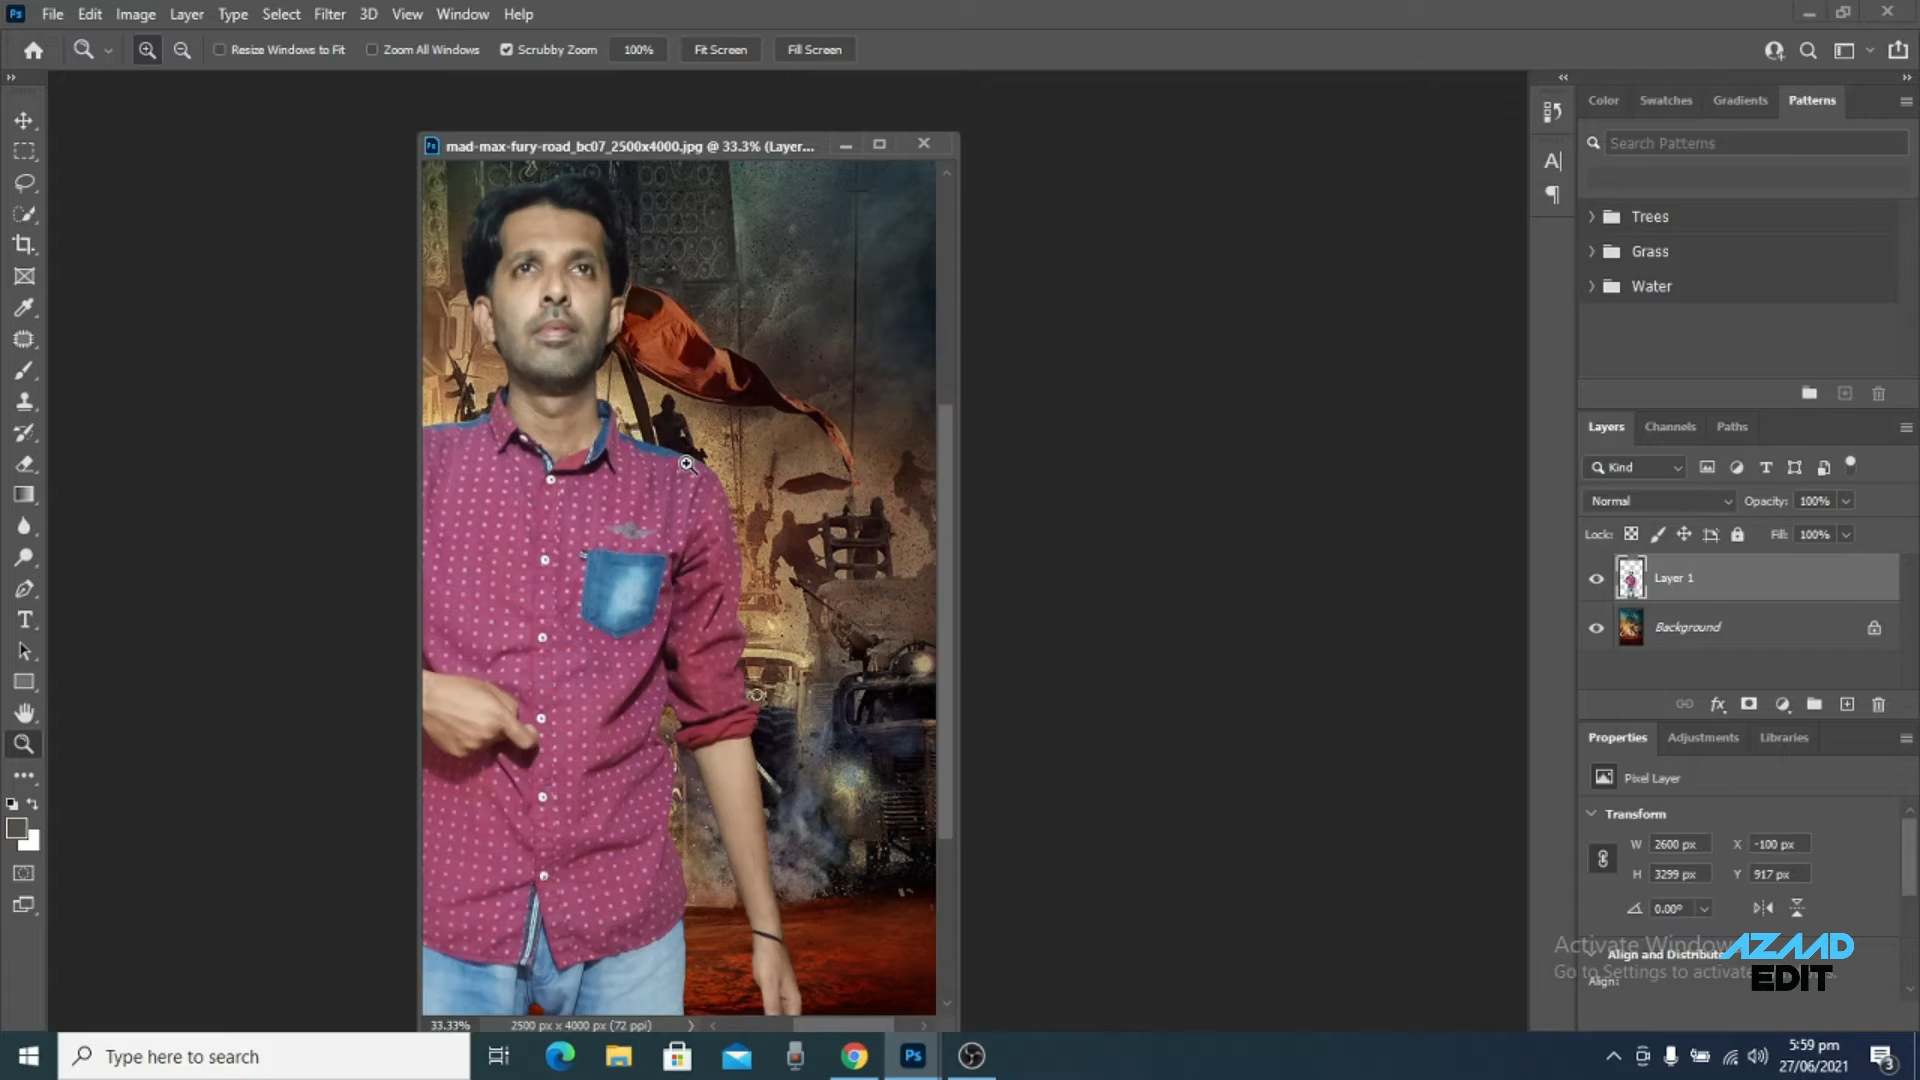 File Edit Image Layer Type Select Filter 3D View Window Help
Resize Windows to Fit Zoom All Windows Scrubby Zoom 100% Fit Screen Fill Screen
Color Swatches Gradients Patterns
mad-max-fury-road_bc07_2500x4000.jpg @ 33.3% (Layer...
Search Patterns
Trees
Grass
Water
Layers Channels Paths
Kind
Normal Opacity: 100%
Lock: Fill: 100%
Layer 1
Background
Properties Adjustments Libraries
Pixel Layer
Transform
W 2600 px X -100 px
H 3299 px Y 917 px
0.00°
Activate Windows
Go to Settings to activate
Align and Distribute
Align:
AZAAD
EDIT
33.33% 2500 px x 4000 px (72 ppi)
Type here to search
5:59 pm
27/06/2021
3